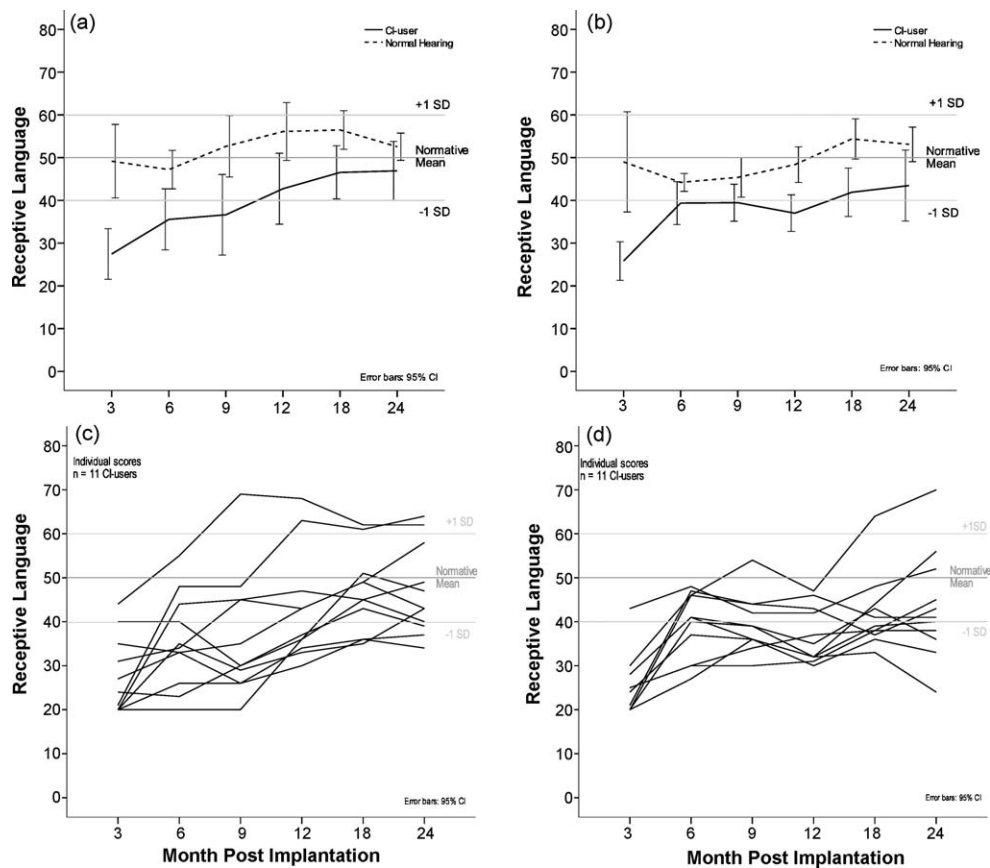 (a)
CI-user
Normal Hearing
80
70
60
50
40
30
20
10
0
Receptive Language
+1 SD
Normative
Mean
-1 SD
Error bars: 95% CI
3 6 9 12 18 24
(b)
CI-user
Normal Hearing
80
70
60
50
40
30
20
10
0
Receptive Language
+1 SD
Normative
Mean
-1 SD
Error bars: 95% CI
3 6 9 12 18 24
(c)
Individual scores
n = 11 CI-users
80
70
60
50
40
30
20
10
0
Receptive Language
+1 SD
Normative
Mean
-1 SD
Error bars: 95% CI
3 6 9 12 18 24
Month Post Implantation
(d)
Individual scores
n = 11 CI-users
80
70
60
50
40
30
20
10
0
Receptive Language
+1SD
Normative
Mean
-1 SD
Error bars: 95% CI
3 6 9 12 18 24
Month Post Implantation